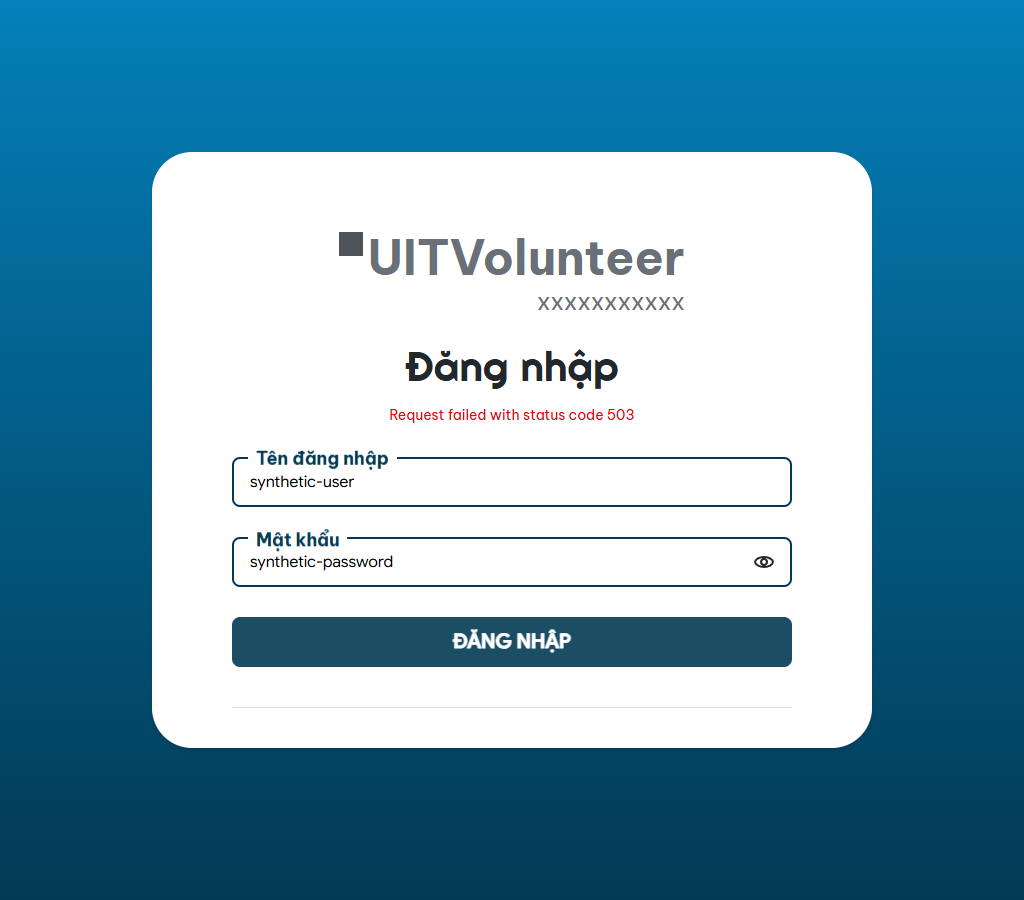 UITVolunteer
xxxxxxxxxxx
Đăng nhập
Request failed with status code 503
Tên đăng nhập
synthetic-user
Mật khẩu
synthetic-password
ĐĂNG NHẬP